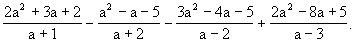 (2a² + 3a + 2)/(a + 1) − (a² − a − 5)/(a + 2) − (3a² − 4a − 5)/(a − 2) + (2a² − 8a + 5)/(a − 3).